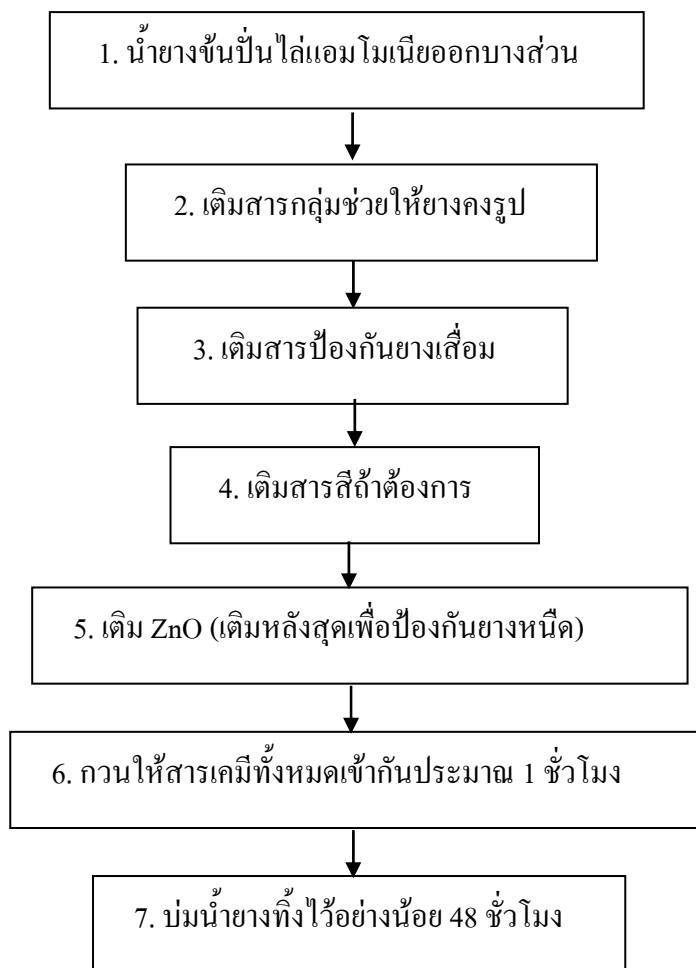 1. น้ำยางข้นปั่นไล่แอมโมเนียออกบางส่วน
2. เติมสารกลุ่มช่วยให้ยางคงรูป
3. เติมสารป้องกันยางเสื่อม
4. เติมสารสีถ้าต้องการ
5. เติม ZnO (เติมหลังสุดเพื่อป้องกันยางหนืด)
6. กวนให้สารเคมีทั้งหมดเข้ากันประมาณ 1 ชั่วโมง
7. บ่มน้ำยางทิ้งไว้อย่างน้อย 48 ชั่วโมง